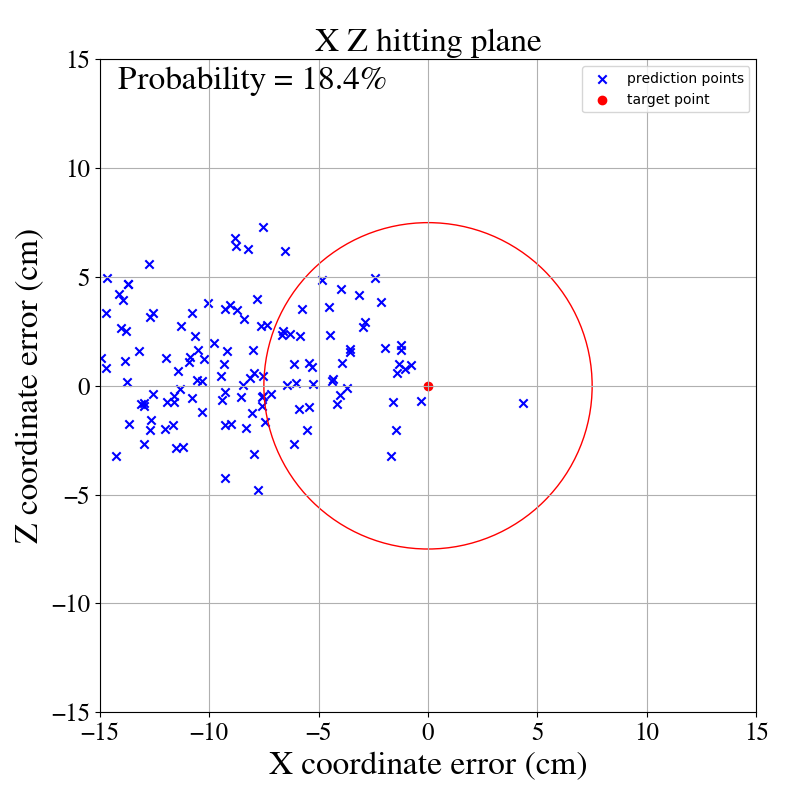 X Z hitting plane
Probability = 18.4%
prediction points
target point
Z coordinate error (cm)
15
10
5
0
−5
−10
−15
−15
−10
−5
0
5
10
15
X coordinate error (cm)